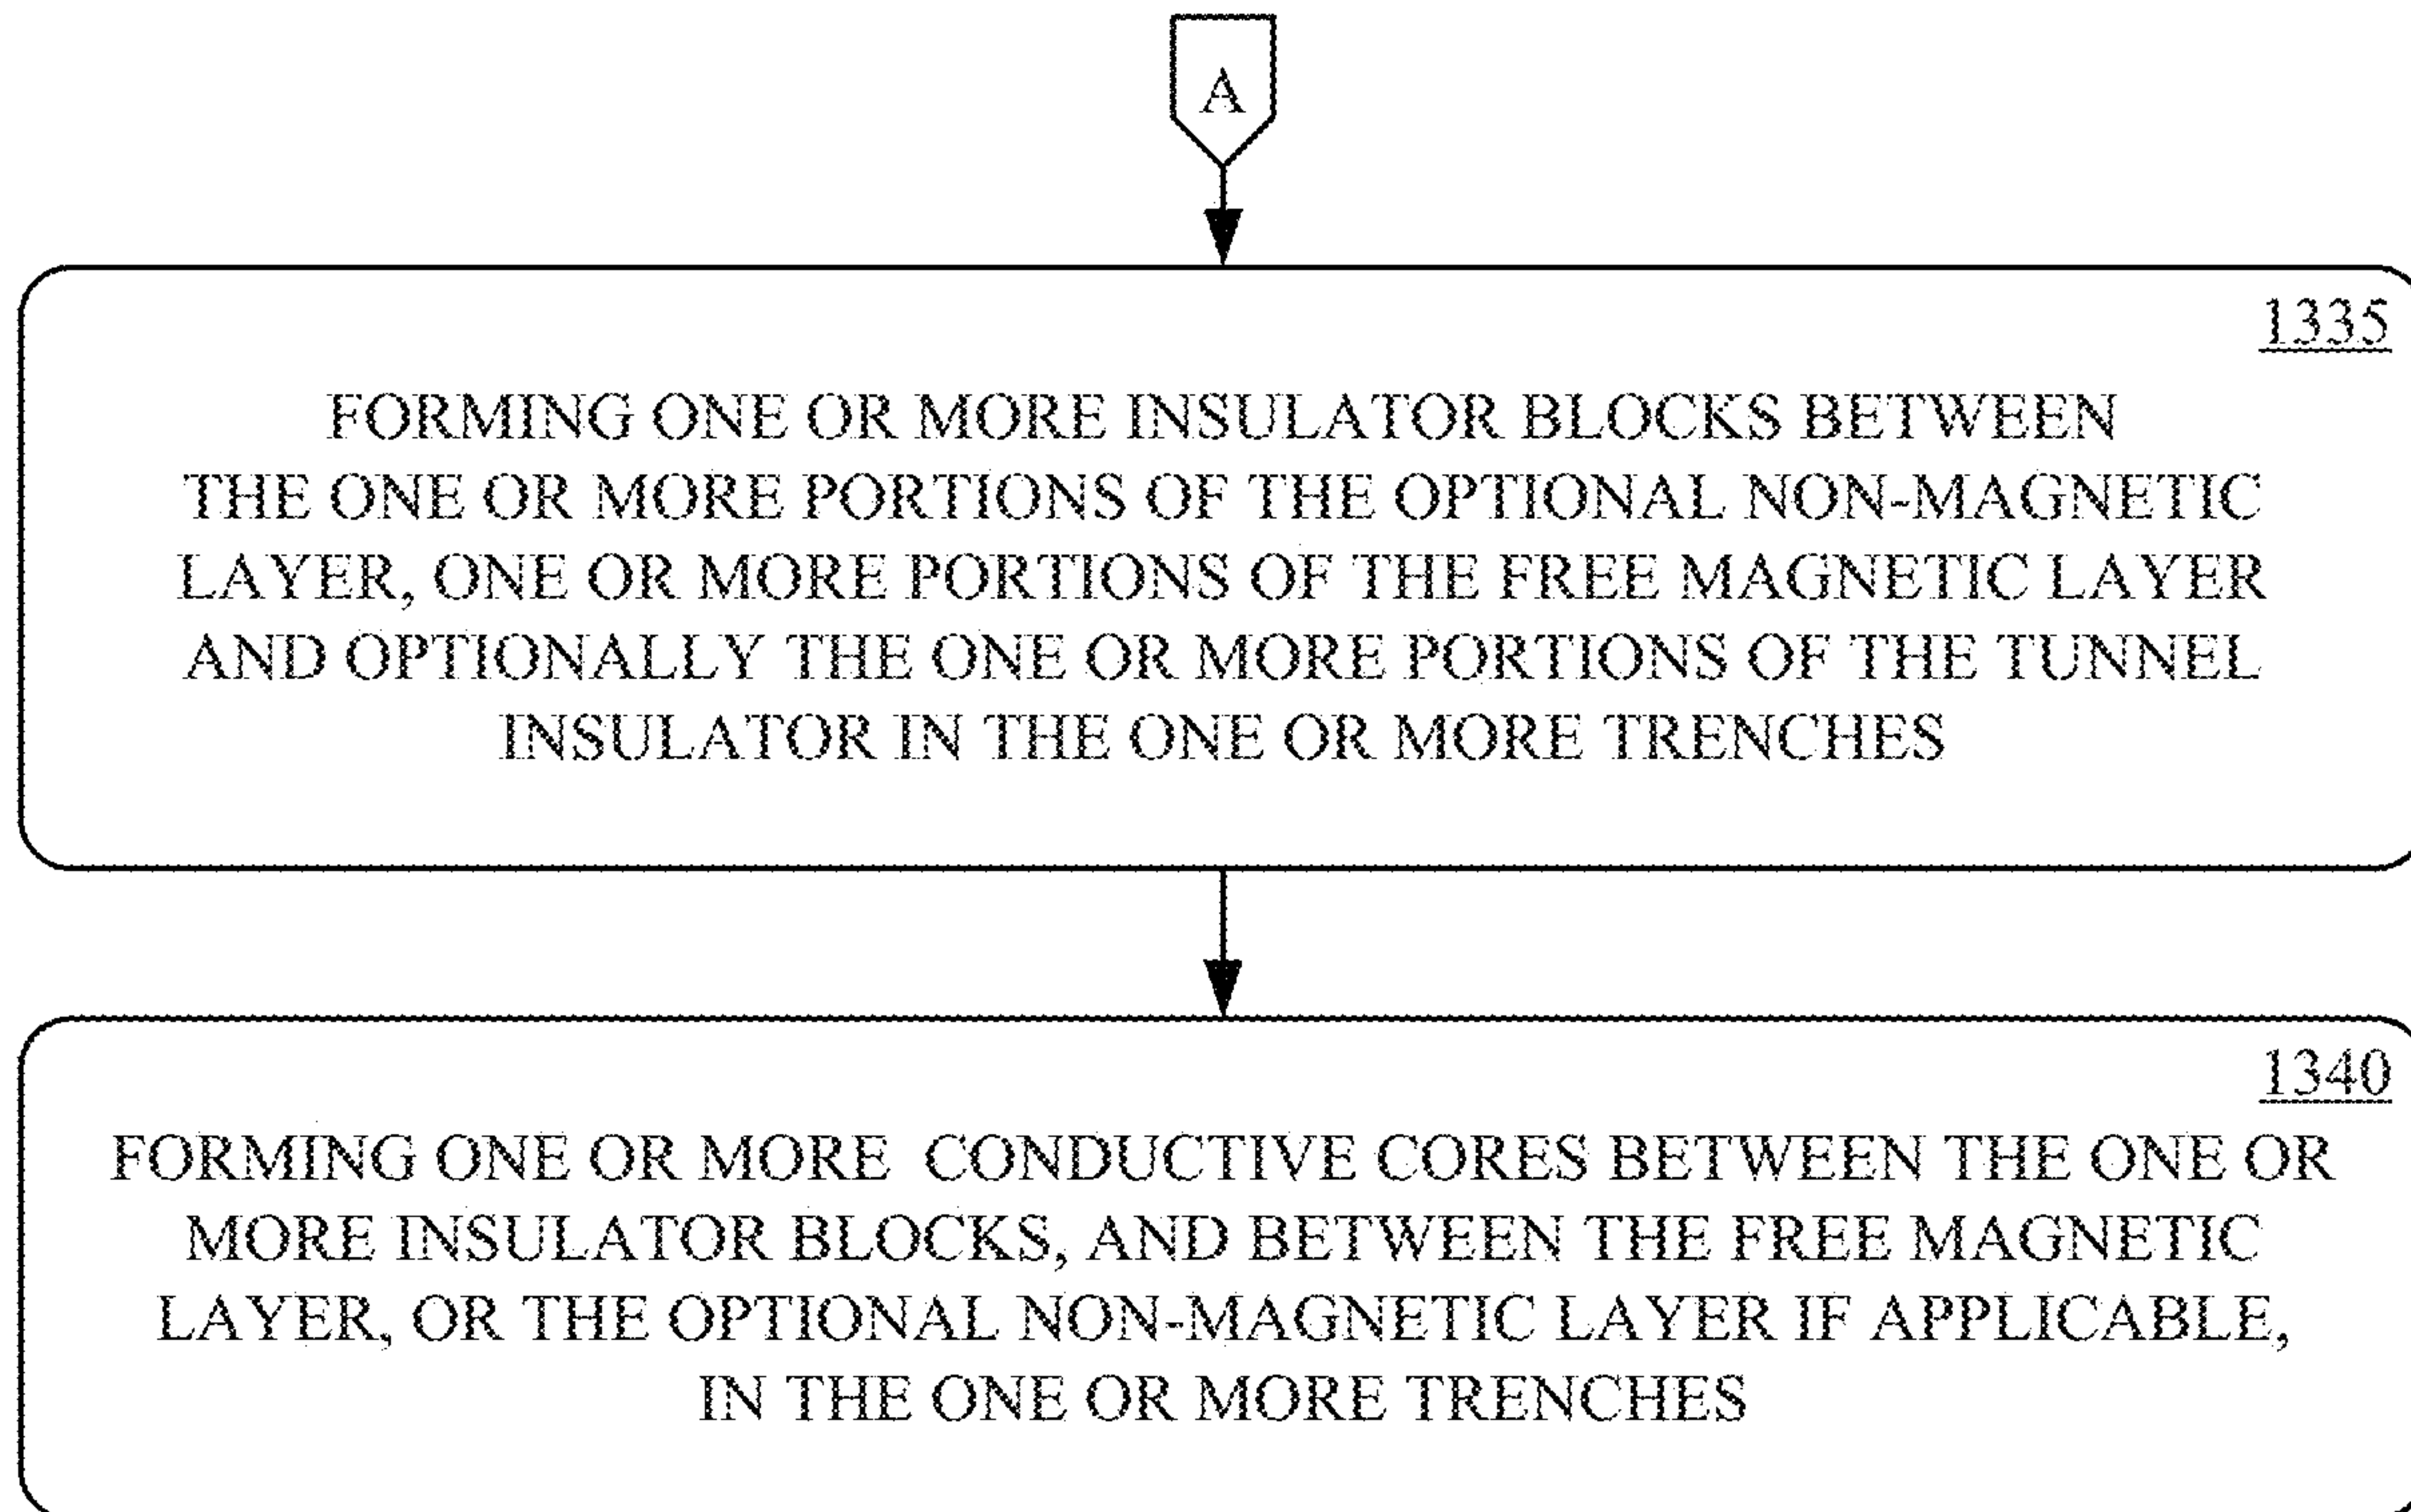 A
1335
FORMING ONE OR MORE INSULATOR BLOCKS BETWEEN
THE ONE OR MORE PORTIONS OF THE OPTIONAL NON-MAGNETIC
LAYER, ONE OR MORE PORTIONS OF THE FREE MAGNETIC LAYER
AND OPTIONALLY THE ONE OR MORE PORTIONS OF THE TUNNEL
INSULATOR IN THE ONE OR MORE TRENCHES
1340
FORMING ONE OR MORE CONDUCTIVE CORES BETWEEN THE ONE OR
MORE INSULATOR BLOCKS, AND BETWEEN THE FREE MAGNETIC
LAYER, OR THE OPTIONAL NON-MAGNETIC LAYER IF APPLICABLE,
IN THE ONE OR MORE TRENCHES